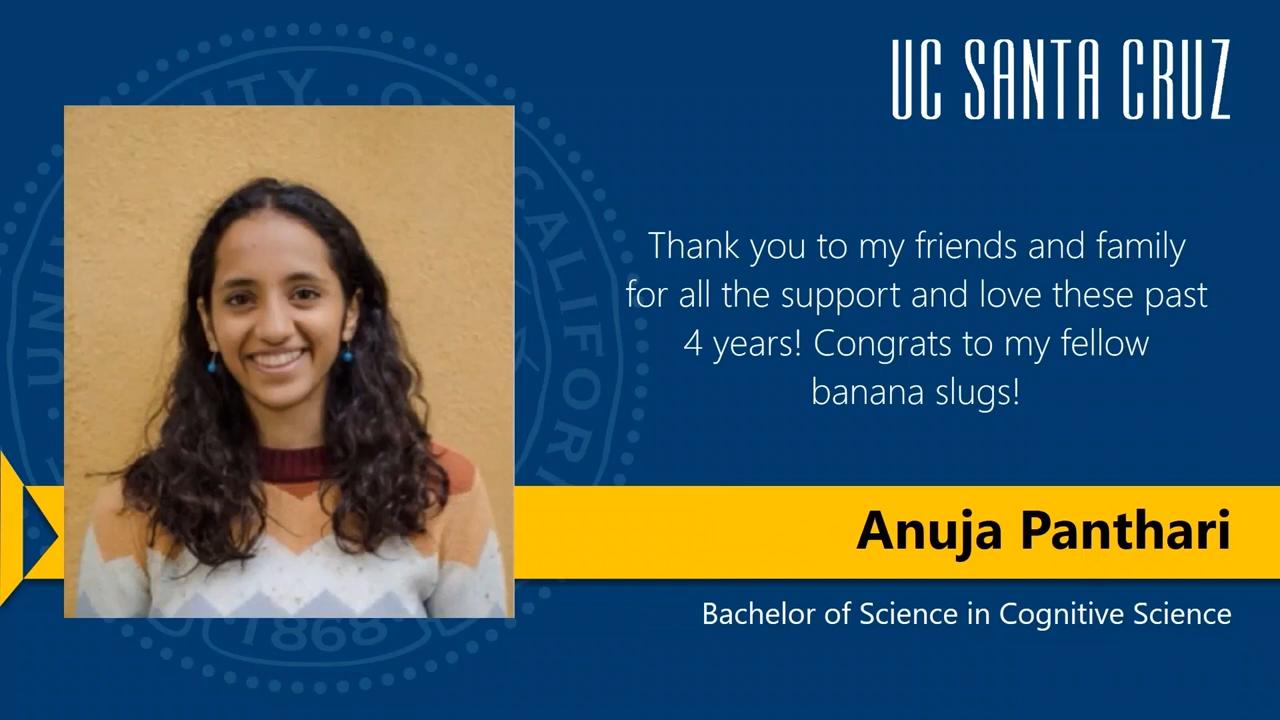 UC SANTA CRUZ
Thank you to my friends and family
for all the support and love these past
4 years! Congrats to my fellow
banana slugs!
Anuja Panthari
Bachelor of Science in Cognitive Science
1868